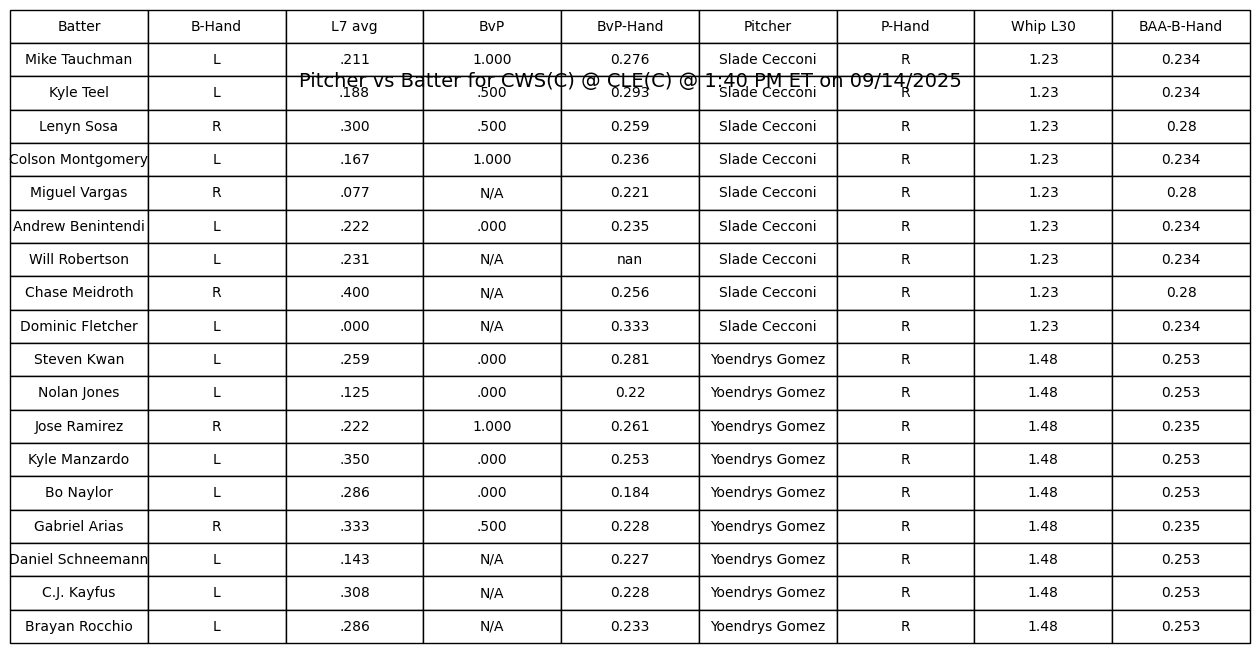 Batter B-Hand L7 avg BvP BvP-Hand Pitcher P-Hand Whip L30 BAA-B-Hand
Mike Tauchman L .211 1.000 0.276 Slade Cecconi R 1.23 0.234
Pitcher vs Batter for CWS(C) @ CLE(C) @ 1:40 PM ET on 09/14/2025
Kyle Teel L .188 .500 0.293 Slade Cecconi R 1.23 0.234
Lenyn Sosa R .300 .500 0.259 Slade Cecconi R 1.23 0.28
Colson Montgomery L .167 1.000 0.236 Slade Cecconi R 1.23 0.234
Miguel Vargas R .077 N/A 0.221 Slade Cecconi R 1.23 0.28
Andrew Benintendi L .222 .000 0.235 Slade Cecconi R 1.23 0.234
Will Robertson L .231 N/A nan Slade Cecconi R 1.23 0.234
Chase Meidroth R .400 N/A 0.256 Slade Cecconi R 1.23 0.28
Dominic Fletcher L .000 N/A 0.333 Slade Cecconi R 1.23 0.234
Steven Kwan L .259 .000 0.281 Yoendrys Gomez R 1.48 0.253
Nolan Jones L .125 .000 0.22 Yoendrys Gomez R 1.48 0.253
Jose Ramirez R .222 1.000 0.261 Yoendrys Gomez R 1.48 0.235
Kyle Manzardo L .350 .000 0.253 Yoendrys Gomez R 1.48 0.253
Bo Naylor L .286 .000 0.184 Yoendrys Gomez R 1.48 0.253
Gabriel Arias R .333 .500 0.228 Yoendrys Gomez R 1.48 0.235
Daniel Schneemann L .143 N/A 0.227 Yoendrys Gomez R 1.48 0.253
C.J. Kayfus L .308 N/A 0.228 Yoendrys Gomez R 1.48 0.253
Brayan Rocchio L .286 N/A 0.233 Yoendrys Gomez R 1.48 0.253